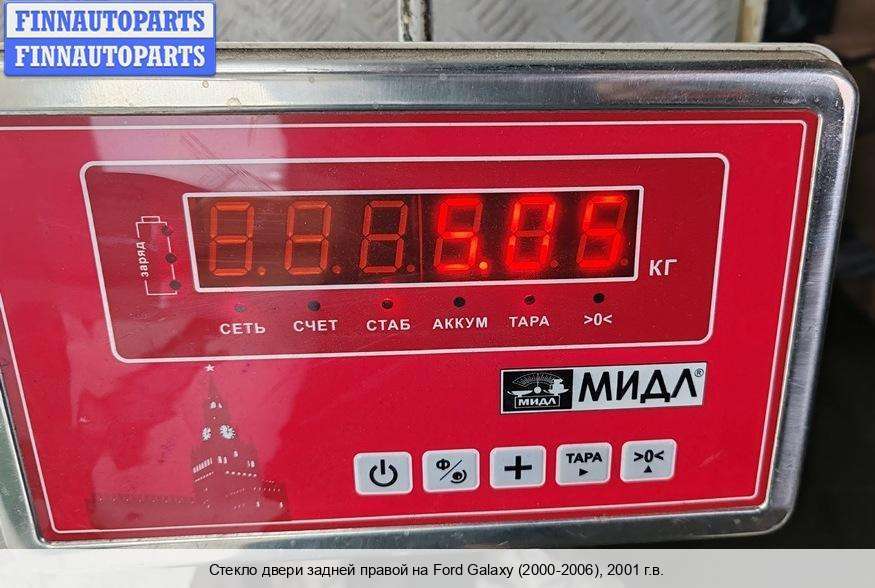 FINNAUTOPARTS
FINNAUTOPARTS
заряд
5.05
КГ
СЕТЬ СЧЕТ СТАБ АККУМ ТАРА >0<
МИДЛ
МИДЛ®
Ф ТАРА >0<
Стекло двери задней правой на Ford Galaxy (2000-2006), 2001 г.в.